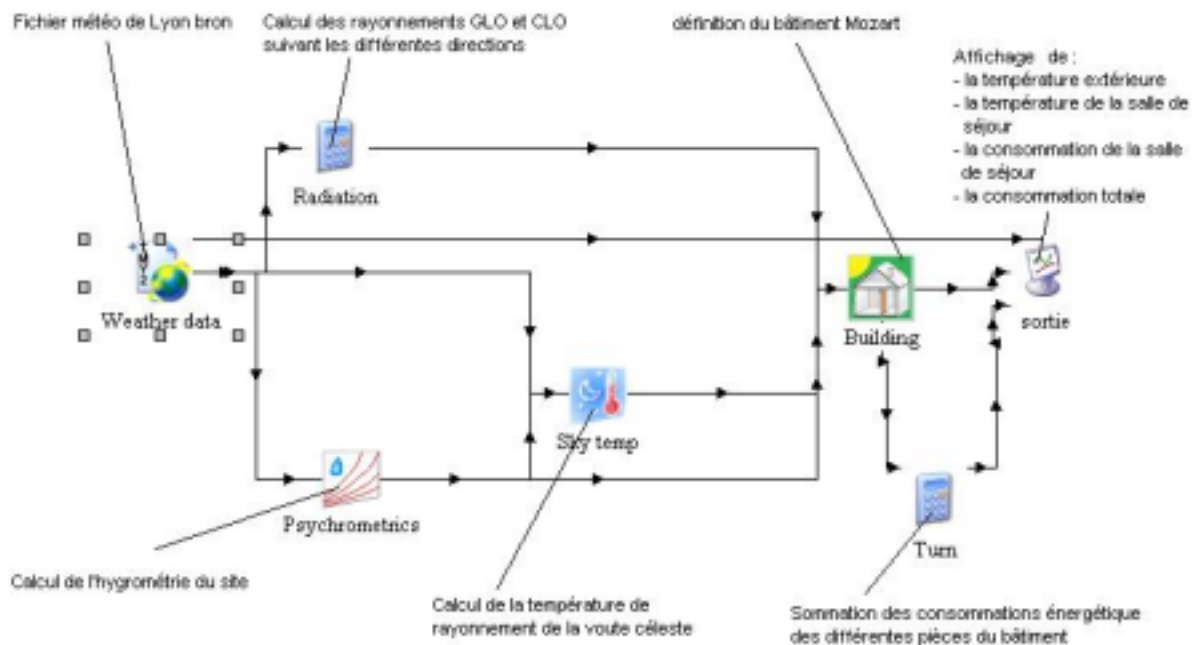 Fichier météo de Lyon bron
Calcul des rayonnements GLO et CLO
suivant les différentes directions
définition du bâtiment Mozart
Affichage de :
- la température extérieure
- la température de la salle de
séjour
- la consommation de la salle
de séjour
- la consommation totale
Radiation
Weather data
Building
sortie
Sky temp
Psychrometrics
Turn
Calcul de l'hygrométrie du site
Calcul de la température de
rayonnement de la voute céleste
Sommation des consommations énergétique
des différentes pièces du bâtiment